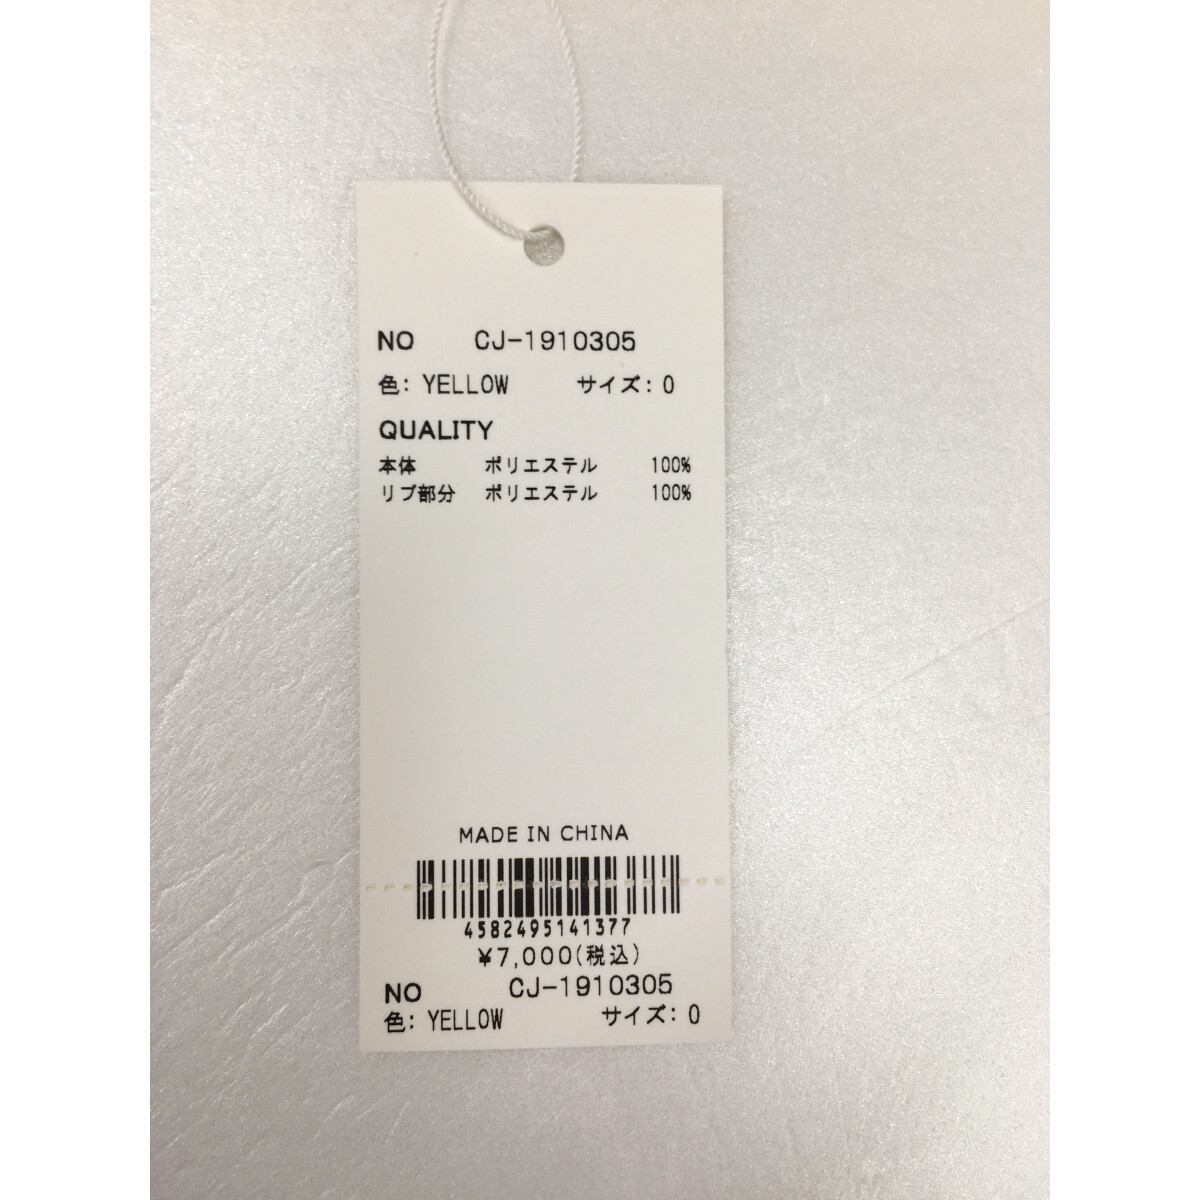 NO CJ-1910305
色: YELLOW サイズ: 0
QUALITY
本体 ポリエステル 100%
リブ部分 ポリエステル 100%
MADE IN CHINA
4582495141377
¥7,000(税込)
NO CJ-1910305
色: YELLOW サイズ: 0